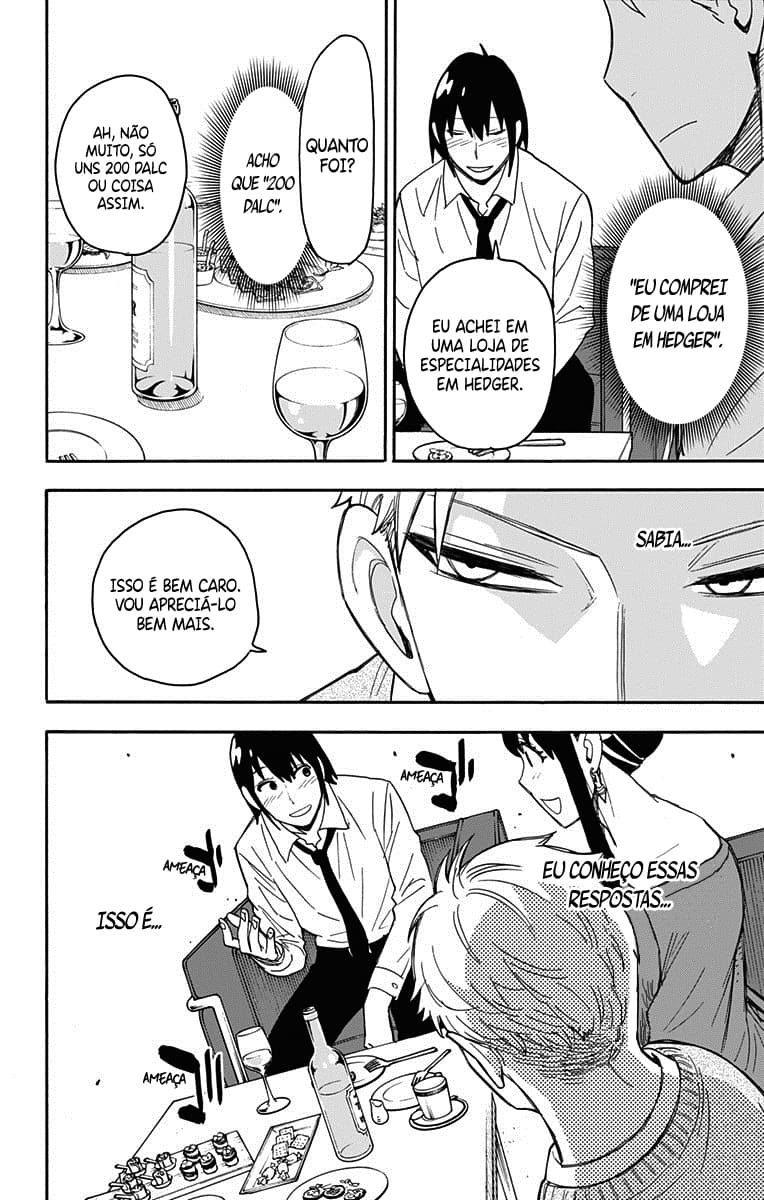 "EU COMPREI
DE UMA LOJA
EM HEDGER".
EU ACHEI EM
UMA LOJA DE
ESPECIALIDADES
EM HEDGER.
QUANTO
FOI?
ACHO
QUE "200
DALC".
AH, NÃO
MUITO, SÓ
UNS 200 DALC
OU COISA
ASSIM.
SABIA...
ISSO É BEM CARO.
VOU APRECIÁ-LO
BEM MAIS.
AMEAÇA
AMEAÇA
EU CONHEÇO ESSAS
RESPOSTAS...
ISSO É...
AMEAÇA